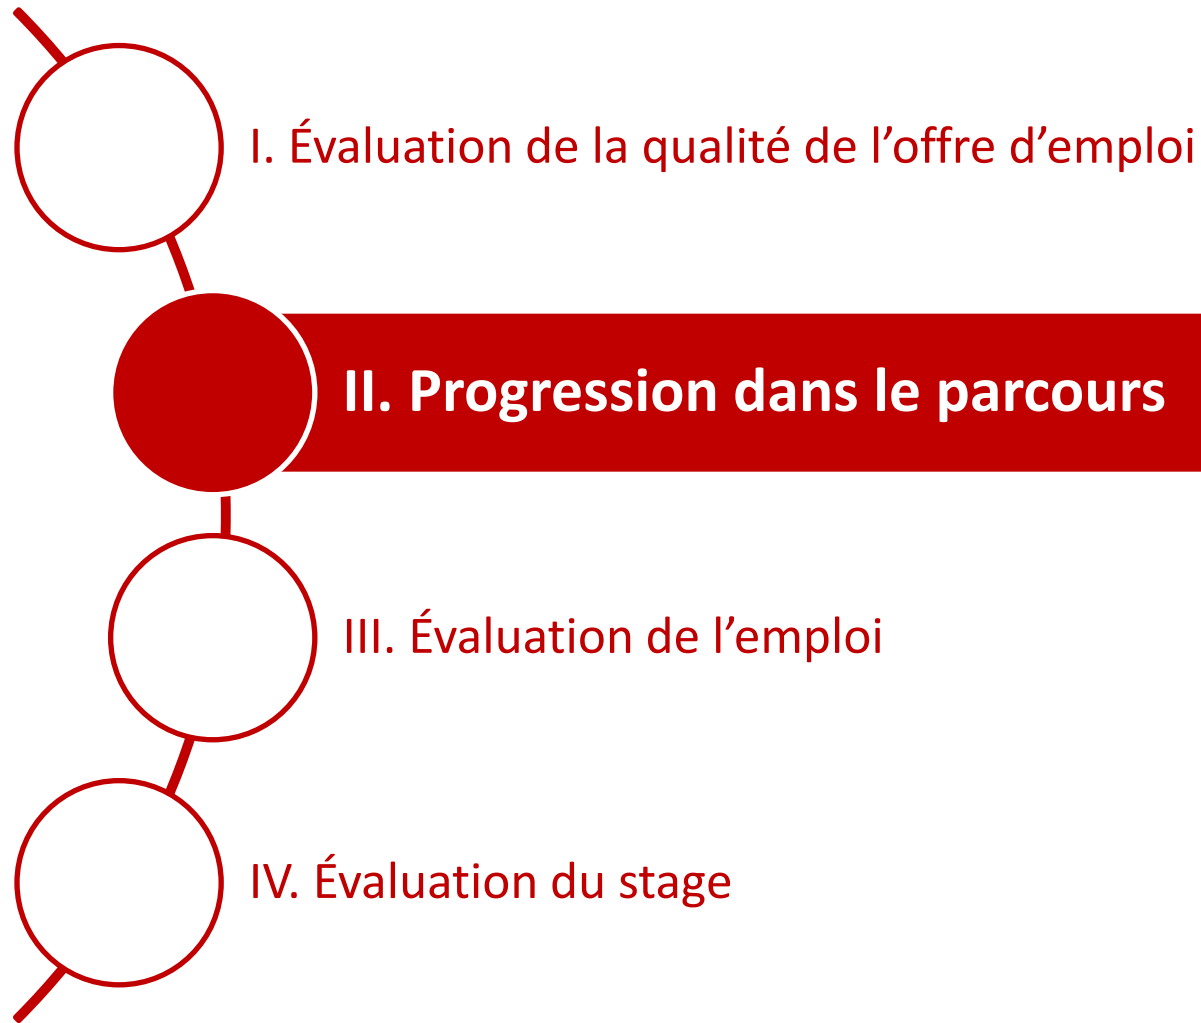 I. Évaluation de la qualité de l’offre d’emploi
II. Progression dans le parcours
III. Évaluation de l’emploi
IV. Évaluation du stage